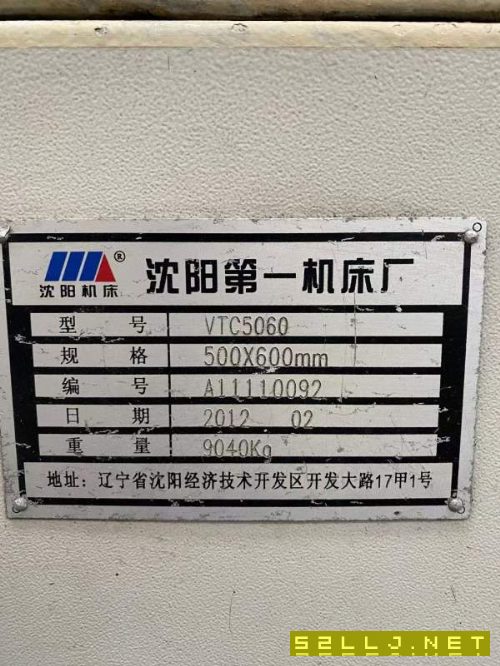 沈阳机床®
沈阳第一机床厂
型 号 VTC5060
规 格 500X600mm
编 号 A11110092
日 期 2012 02
重 量 9040Kg
地址：辽宁省沈阳经济技术开发区开发大路17甲1号
52LLJ.NET